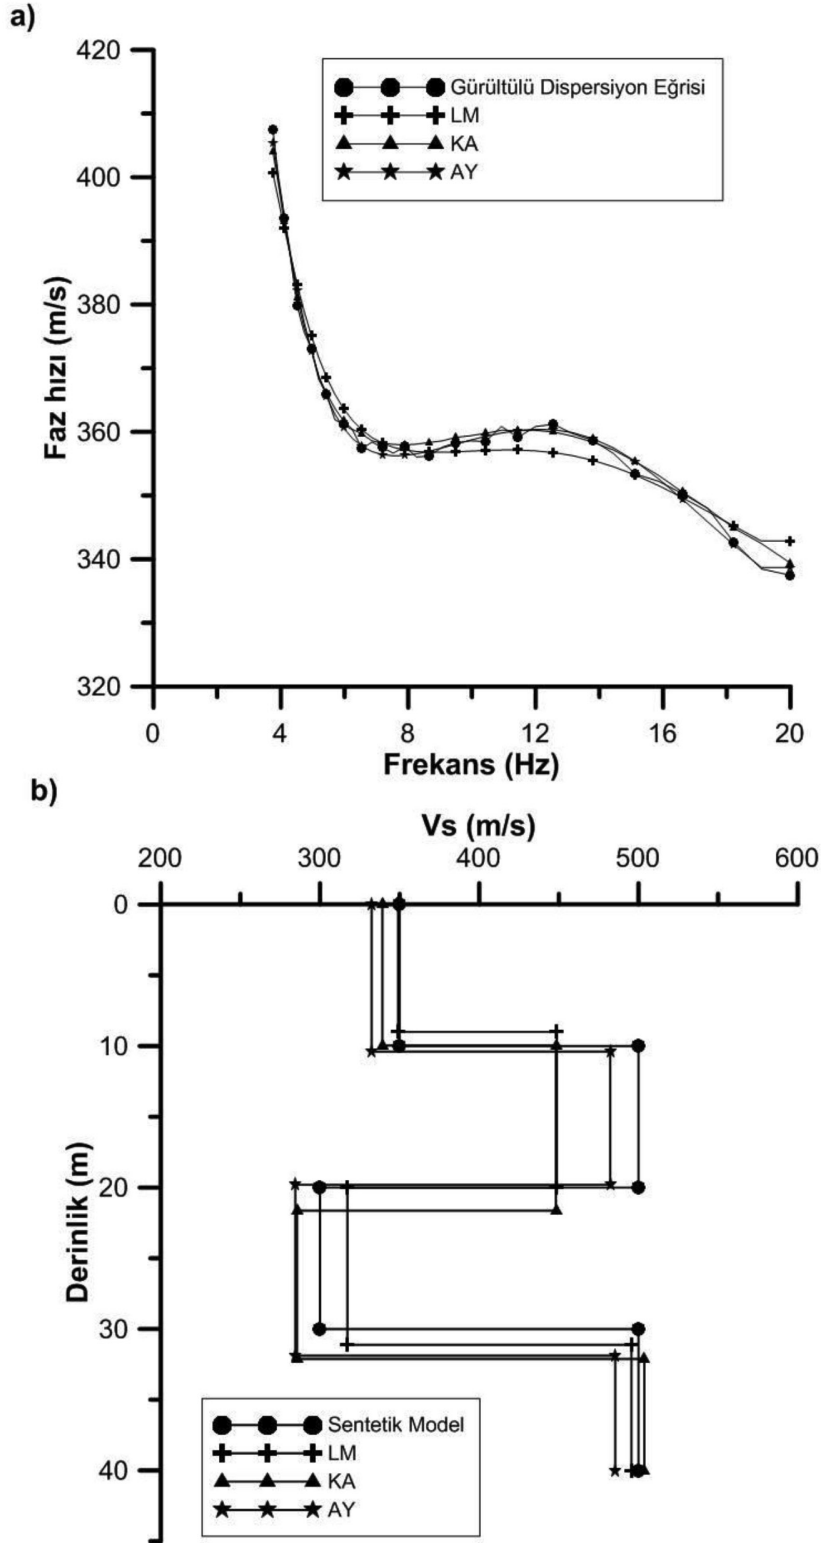 a)
420
400
380
360
340
320
Faz hızı (m/s)
Gürültülü Dispersiyon Eğrisi
LM
KA
AY
0 4 8 12 16 20
Frekans (Hz)
b)
Vs (m/s)
200 300 400 500 600
0
10
20
30
40
Derinlik (m)
Sentetik Model
LM
KA
AY